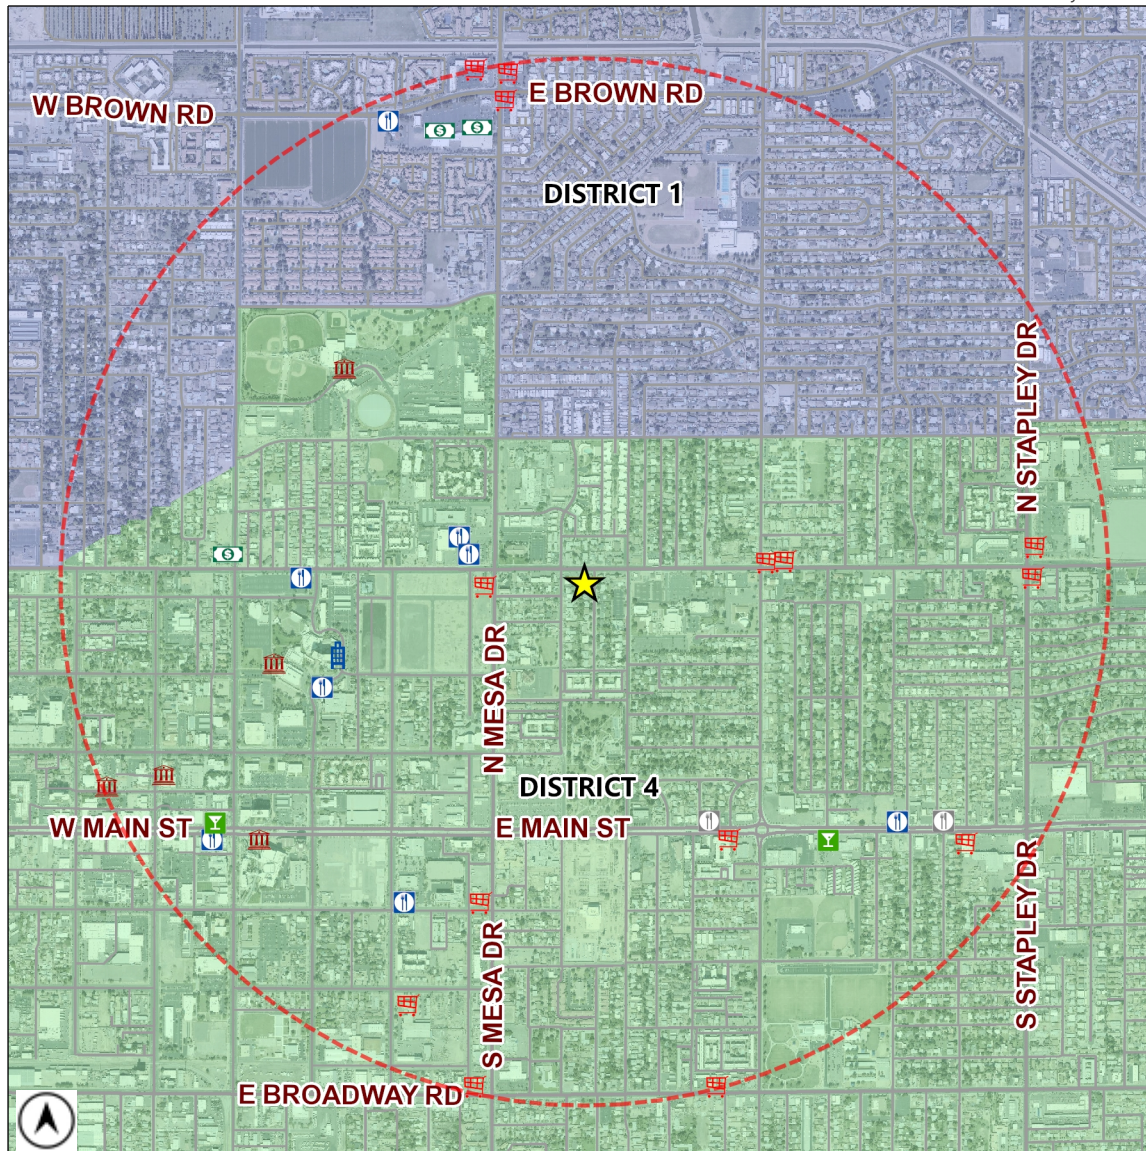 W BROWN RD
E BROWN RD
$
$
DISTRICT 1
N STAPLEY DR
$
N MESA DR
DISTRICT 4
W MAIN ST
E MAIN ST
S MESA DR
S STAPLEY DR
E BROADWAY RD